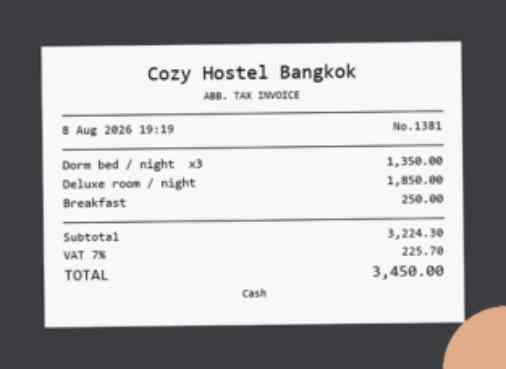 Cozy Hostel Bangkok
ABB. TAX INVOICE
8 Aug 2026 19:19 No.1381
Dorm bed / night x3 1,350.00
Deluxe room / night 1,850.00
Breakfast 250.00
Subtotal 3,224.30
VAT 7% 225.70
TOTAL 3,450.00
Cash